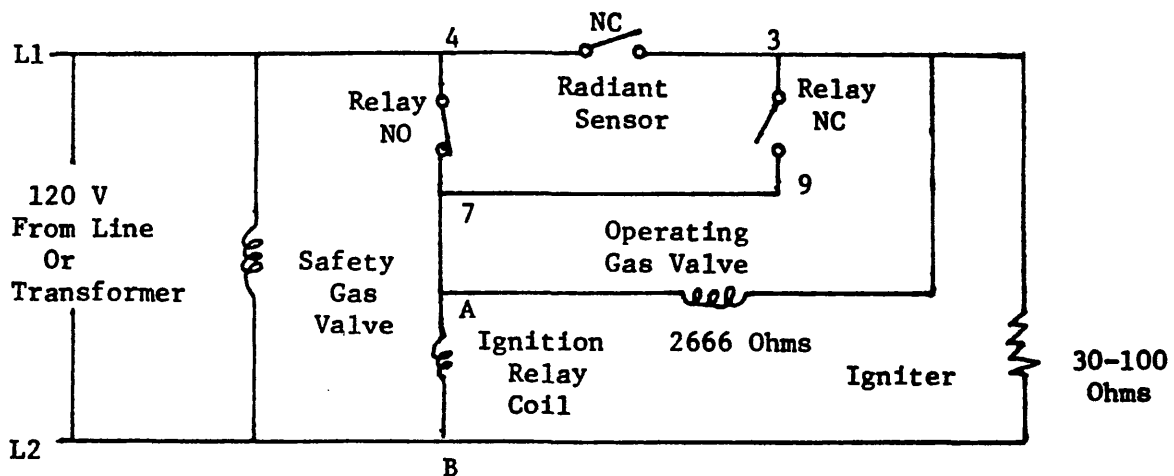 L1
4
NC
3
Relay
NO
Radiant
Sensor
Relay
NC
120 V
From Line
Or
Transformer
7
9
Safety
Gas
Valve
Operating
Gas Valve
A
2666 Ohms
Ignition
Relay
Coil
Igniter
30-100
Ohms
L2
B